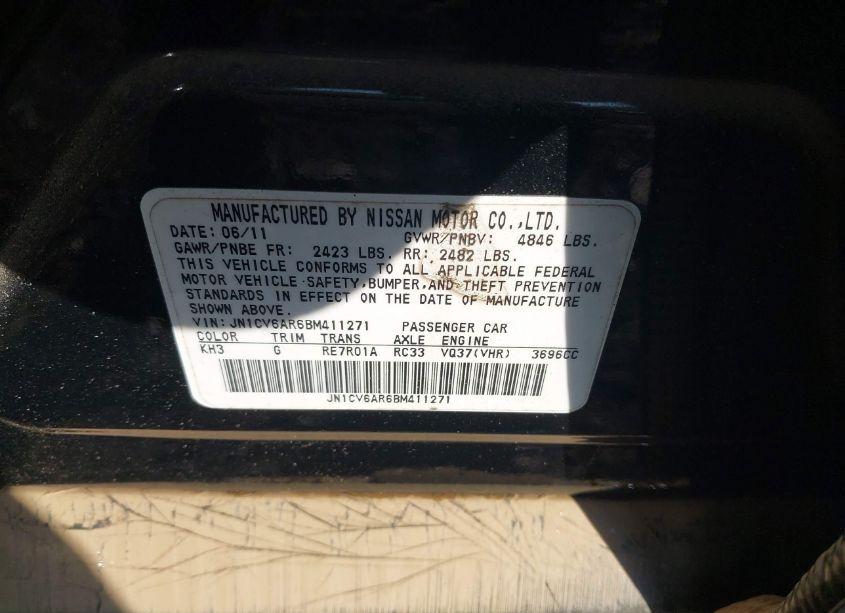 MANUFACTURED BY NISSAN MOTOR CO.,LTD.
DATE: 06/11 GVWR/PNBV: 4846 LBS.
GAWR/PNBE FR: 2423 LBS. RR: 2482 LBS.
THIS VEHICLE CONFORMS TO ALL APPLICABLE FEDERAL
MOTOR VEHICLE SAFETY,BUMPER,AND THEFT PREVENTION
STANDARDS IN EFFECT ON THE DATE OF MANUFACTURE
SHOWN ABOVE.
VIN: JN1CV6AR6BM411271 PASSENGER CAR
COLOR TRIM TRANS AXLE ENGINE
KH3 G RE7R01A RC33 VQ37(VHR) 3696CC
JN1CV6AR6BM411271